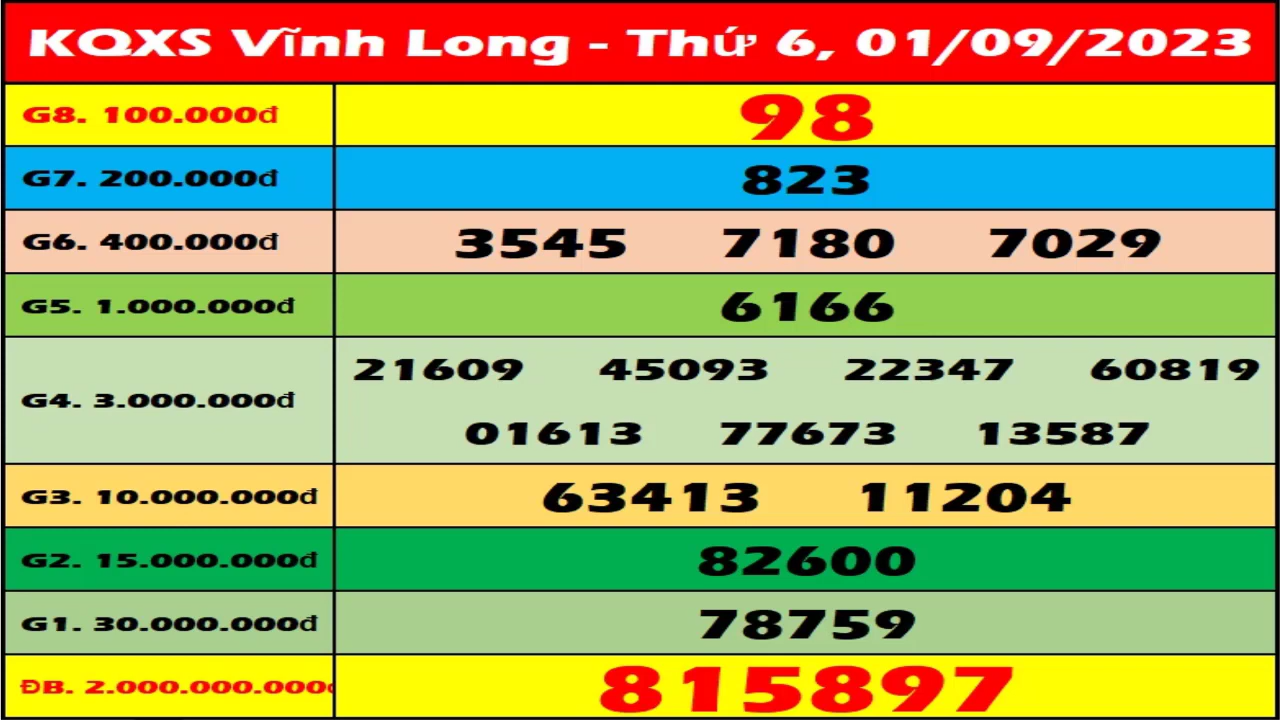 KQXS Vĩnh Long - Thứ 6, 01/09/2023
G8. 100.000đ 98
G7. 200.000đ 823
G6. 400.000đ 3545 7180 7029
G5. 1.000.000đ 6166
G4. 3.000.000đ 21609 45093 22347 60819
01613 77673 13587
G3. 10.000.000đ 63413 11204
G2. 15.000.000đ 82600
G1. 30.000.000đ 78759
ĐB. 2.000.000.000đ 815897